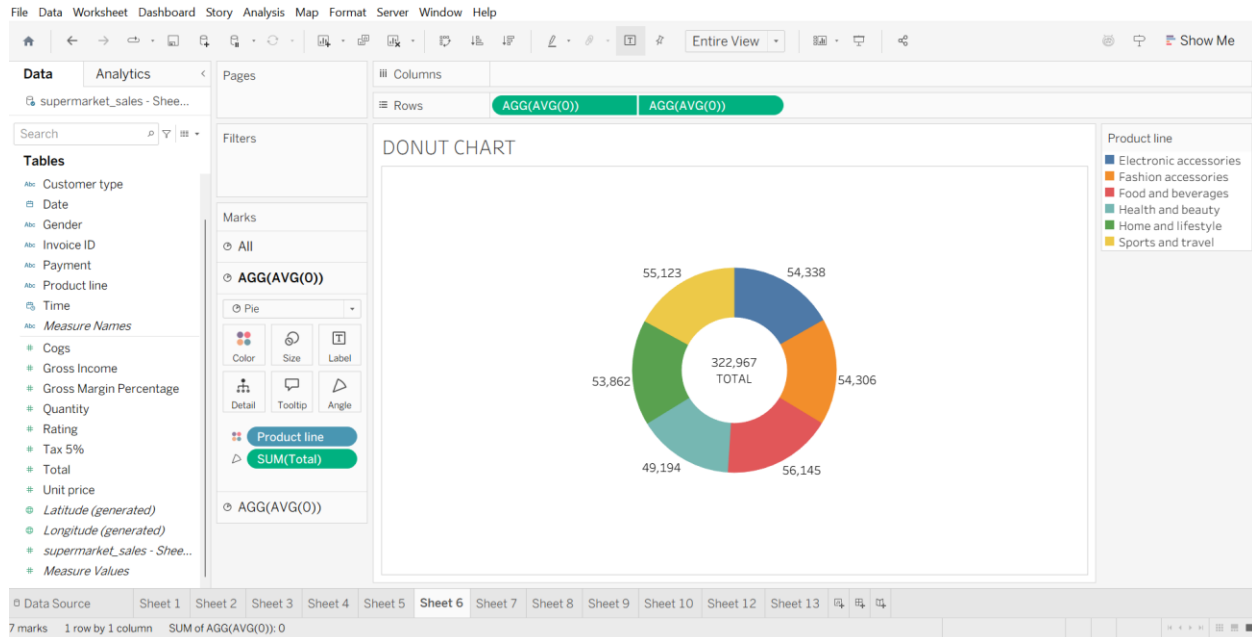 File Data Worksheet Dashboard Story Analysis Map Format Server Window Help
Entire View
Show Me
Data Analytics
supermarket_sales - Shee...
Search
Tables
Abc Customer type
Date
Abc Gender
Abc Invoice ID
Abc Payment
Abc Product line
Time
Abc Measure Names
# Cogs
# Gross Income
# Gross Margin Percentage
# Quantity
# Rating
# Tax 5%
# Total
# Unit price
Latitude (generated)
Longitude (generated)
# supermarket_sales - Shee...
# Measure Values
Pages
Filters
Marks
All
AGG(AVG(0))
Pie
Color Size Label
Detail Tooltip Angle
Product line
SUM(Total)
AGG(AVG(0))
Columns
Rows AGG(AVG(0)) AGG(AVG(0))
DONUT CHART
55,123 54,338
322,967
TOTAL
53,862 54,306
49,194 56,145
Product line
Electronic accessories
Fashion accessories
Food and beverages
Health and beauty
Home and lifestyle
Sports and travel
Data Source Sheet 1 Sheet 2 Sheet 3 Sheet 4 Sheet 5 Sheet 6 Sheet 7 Sheet 8 Sheet 9 Sheet 10 Sheet 12 Sheet 13
7 marks 1 row by 1 column SUM of AGG(AVG(0)): 0